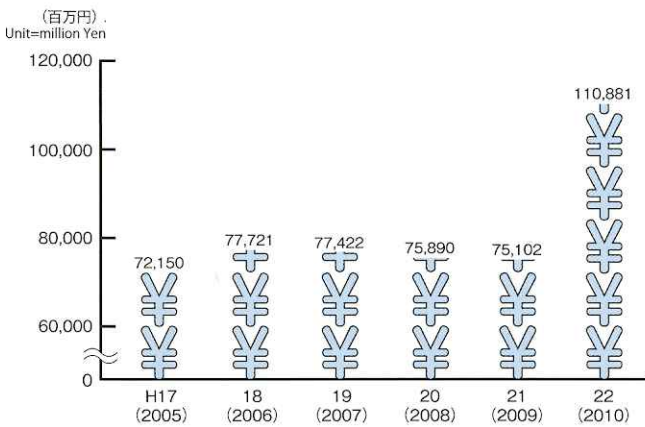 （百万円）.
Unit=million Yen
120,000
110,881
100,000
80,000
77,721
77,422
75,890
75,102
72,150
60,000
0
H17 18 19 20 21 22
(2005) (2006) (2007) (2008) (2009) (2010)